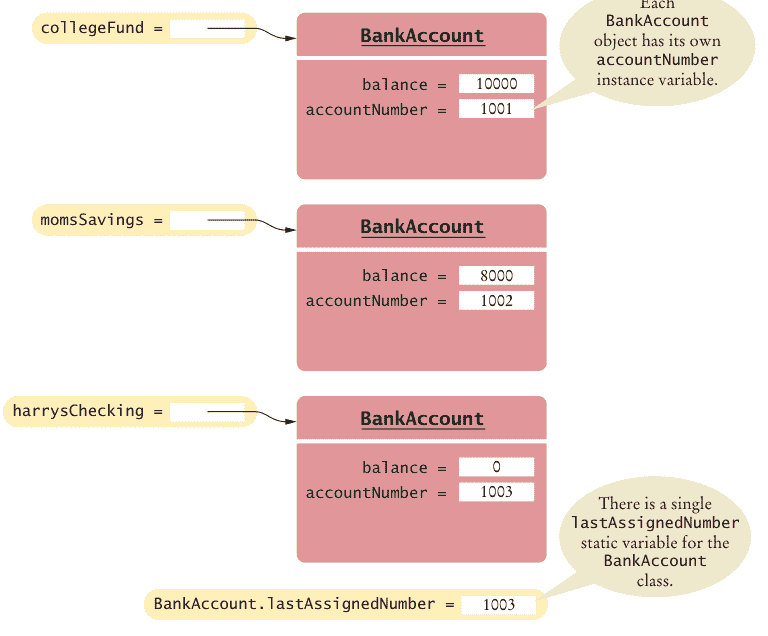 collegeFund =
BankAccount
balance = 10000
accountNumber = 1001
Each
BankAccount
object has its own
accountNumber
instance variable.
momsSavings =
BankAccount
balance = 8000
accountNumber = 1002
harrysChecking =
BankAccount
balance = 0
accountNumber = 1003
There is a single
lastAssignedNumber
static variable for the
BankAccount
class.
BankAccount.lastAssignedNumber = 1003